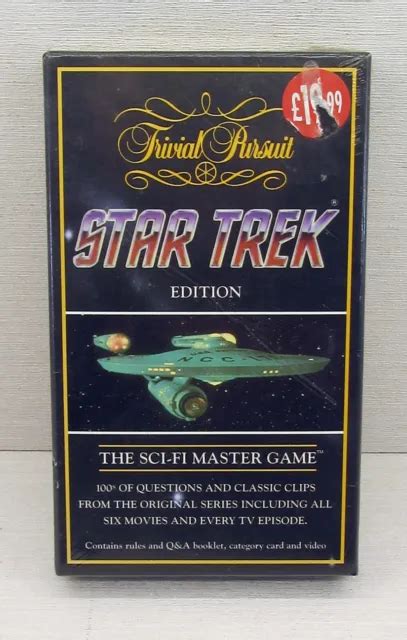 £19.99
Trivial Pursuit
STAR TREK®
EDITION
NCC-17
THE SCI-FI MASTER GAME™
100s OF QUESTIONS AND CLASSIC CLIPS
FROM THE ORIGINAL SERIES INCLUDING ALL
SIX MOVIES AND EVERY TV EPISODE.
Contains rules and Q&A booklet, category card and video